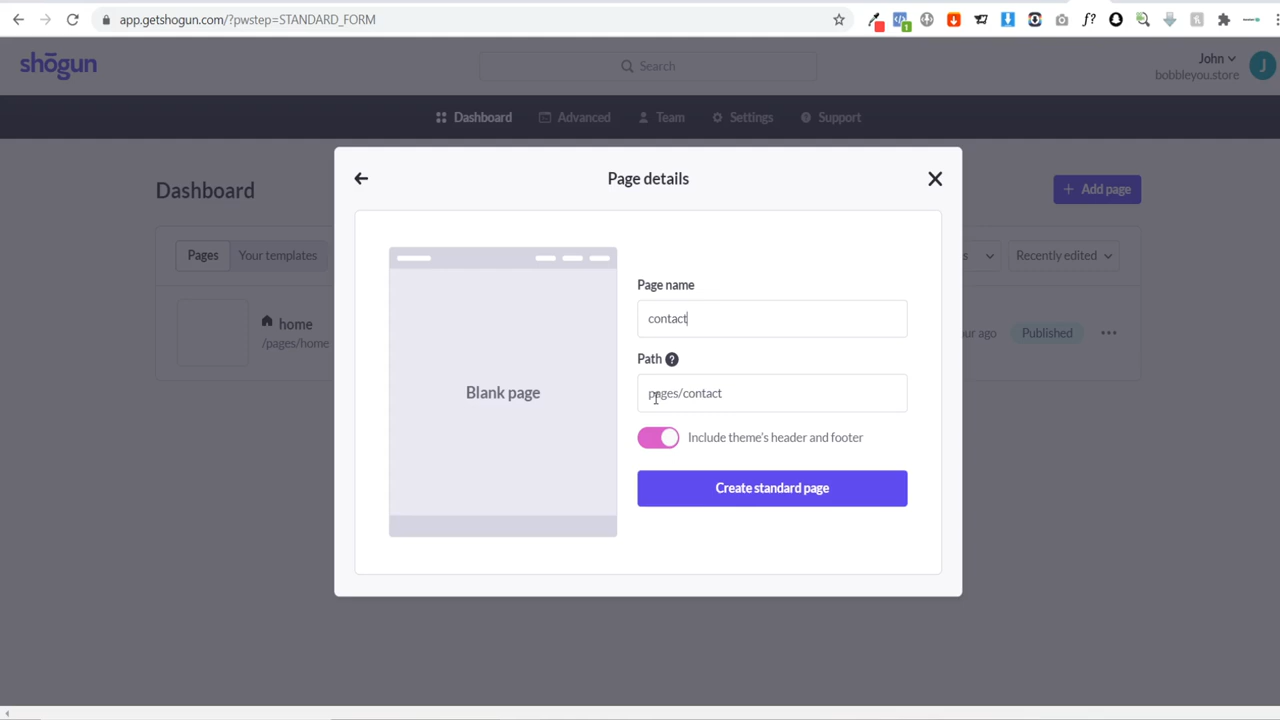 app.getshogun.com/?pwstep=STANDARD_FORM
f?
1
shōgun
Search
John
bobbleyou.store
J
Dashboard
Advanced
Team
Settings
Support
Page details
Dashboard
+ Add page
Pages
Your templates
Recently edited
Page name
contact
home
/pages/home
Published
Path ?
Blank page
pages/contact
Include theme's header and footer
Create standard page